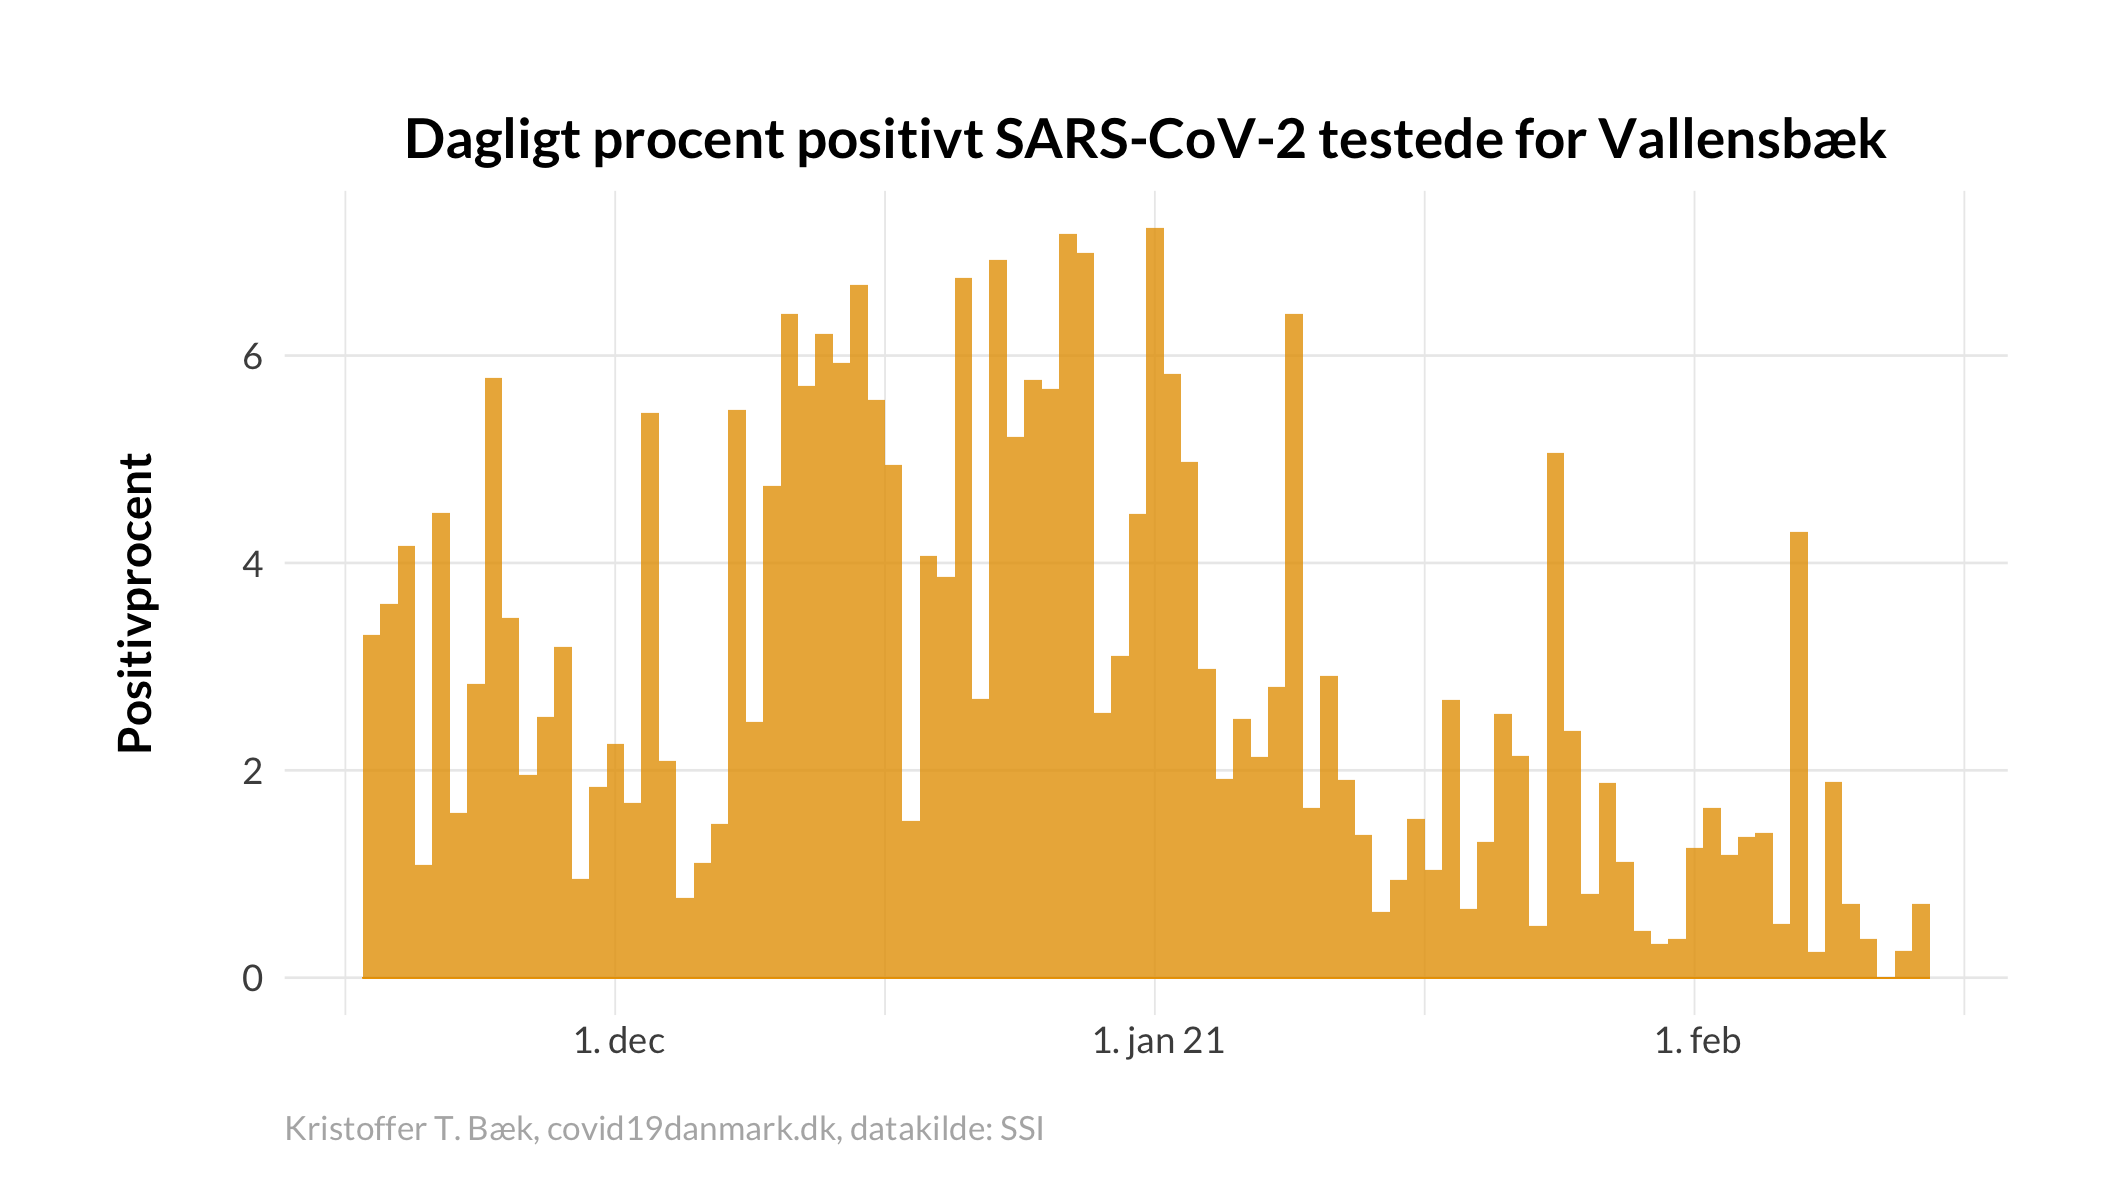 Dagligt procent positivt SARS-CoV-2 testede for Vallensbæk
Positivprocent
6
4
2
0
1. dec
1. jan 21
1. feb
Kristoffer T. Bæk, covid19danmark.dk, datakilde: SSI